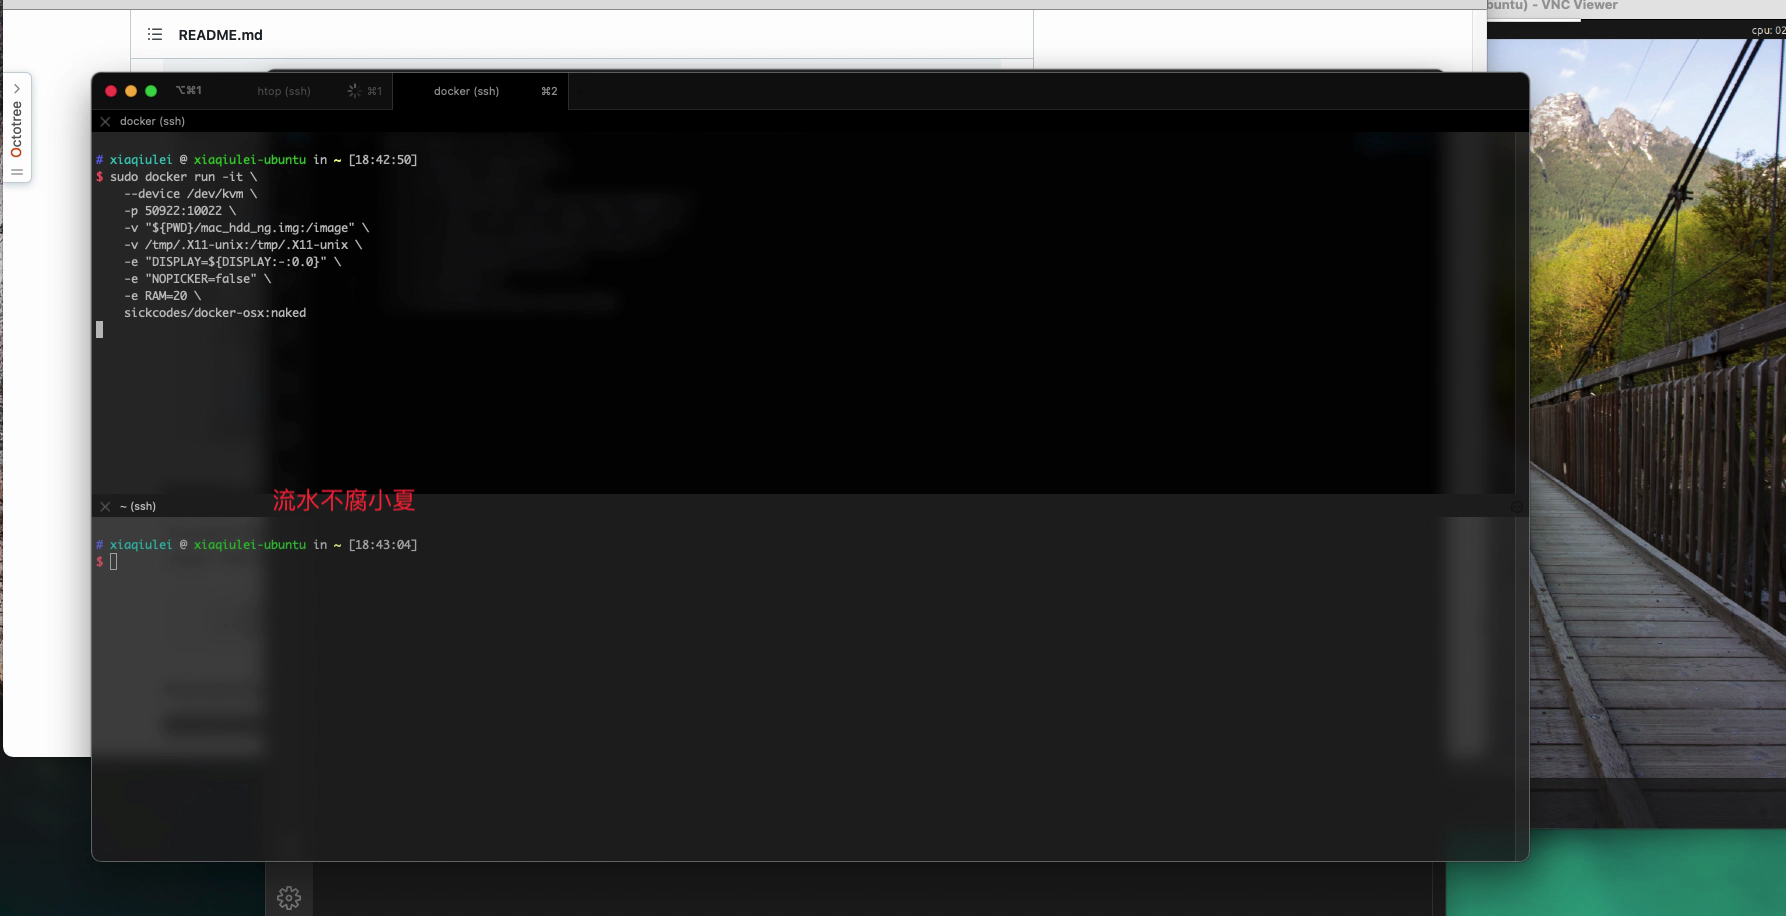 buntu) - VNC Viewer
cpu: 02
README.md
Octotree
⌥⌘1
htop (ssh)
⌘1
docker (ssh)
⌘2
docker (ssh)
# xiaqiulei @ xiaqiulei-ubuntu in ~ [18:42:50]
$ sudo docker run -it \
--device /dev/kvm \
-p 50922:10022 \
-v "${PWD}/mac_hdd_ng.img:/image" \
-v /tmp/.X11-unix:/tmp/.X11-unix \
-e "DISPLAY=${DISPLAY:-:0.0}" \
-e "NOPICKER=false" \
-e RAM=20 \
sickcodes/docker-osx:naked
~ (ssh)
流水不腐小夏
# xiaqiulei @ xiaqiulei-ubuntu in ~ [18:43:04]
$